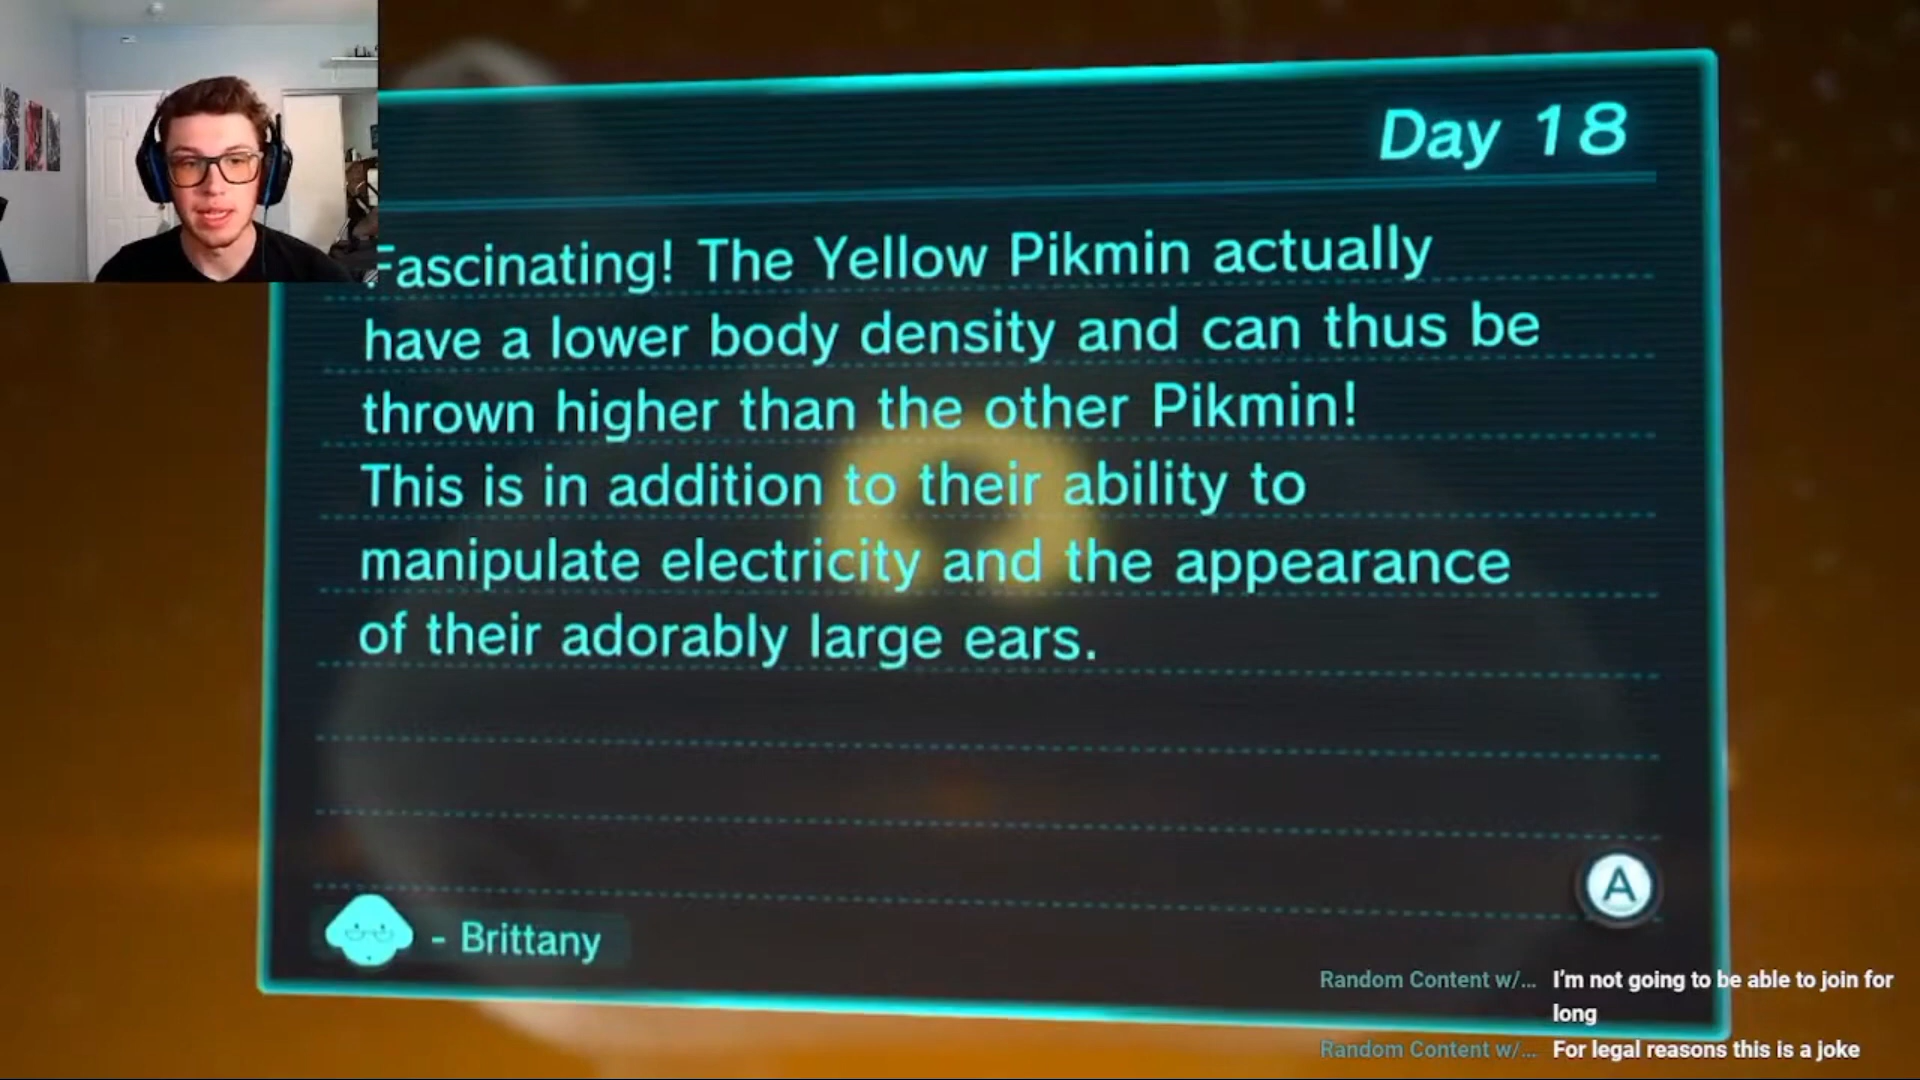 Day 18
Fascinating! The Yellow Pikmin actually
have a lower body density and can thus be
thrown higher than the other Pikmin!
This is in addition to their ability to
manipulate electricity and the appearance
of their adorably large ears.
A
- Brittany
Random Content w/... I'm not going to be able to join for
long
Random Content w/... For legal reasons this is a joke